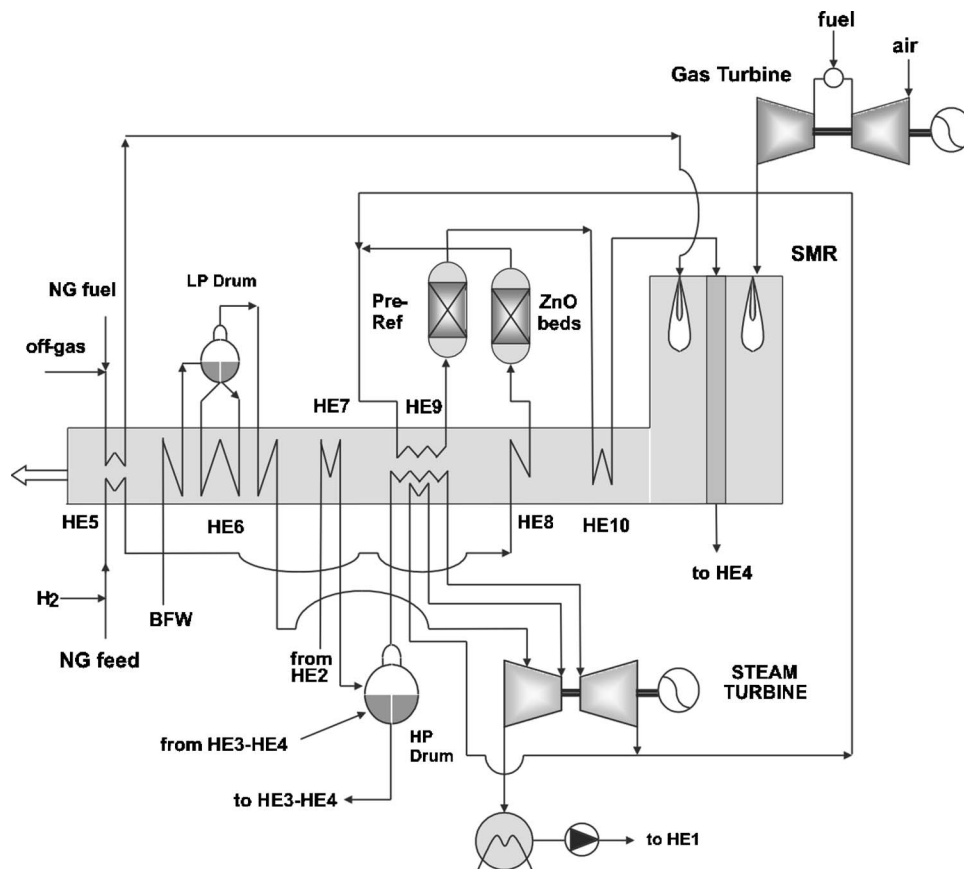 fuel
air
Gas Turbine
SMR
LP Drum
NG fuel
Pre-
Ref
ZnO
beds
off-gas
HE7
HE9
HE5
HE6
HE8
HE10
to HE4
H2
BFW
NG feed
from
HE2
STEAM
TURBINE
from HE3-HE4
HP
Drum
to HE3-HE4
to HE1